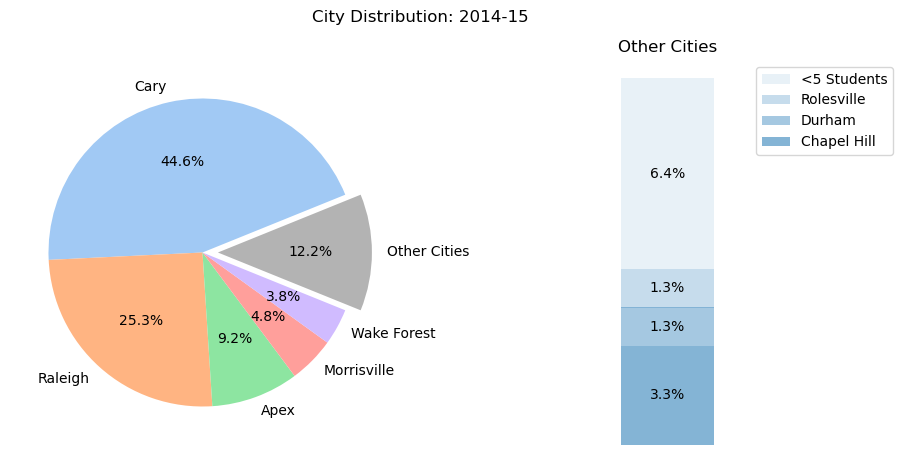 City Distribution: 2014-15
Cary
44.6%
Other Cities
12.2%
3.8%
4.8%
9.2%
25.3%
Wake Forest
Morrisville
Raleigh
Apex
Other Cities
6.4%
1.3%
1.3%
3.3%
<5 Students
Rolesville
Durham
Chapel Hill